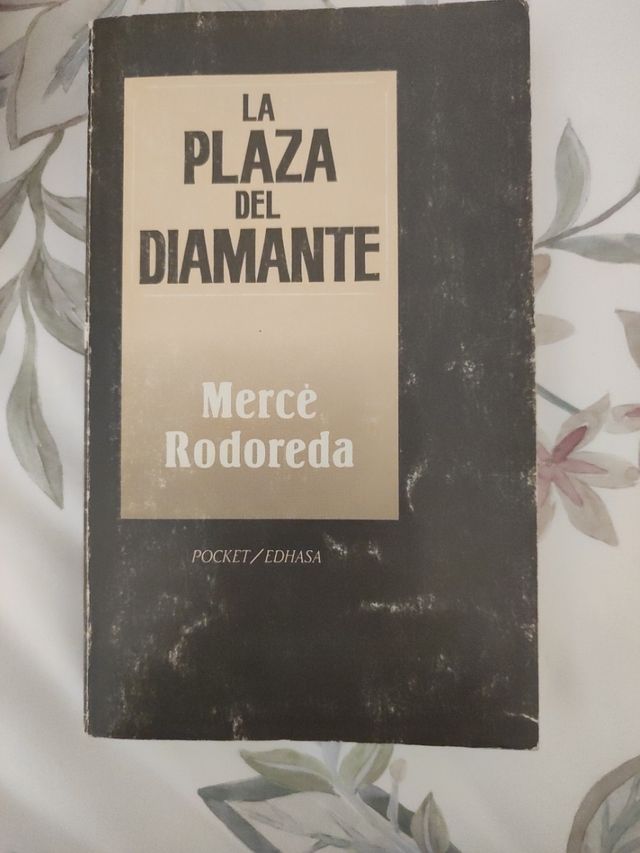 LA
PLAZA
DEL
DIAMANTE
Mercè
Rodoreda
POCKET/EDHASA